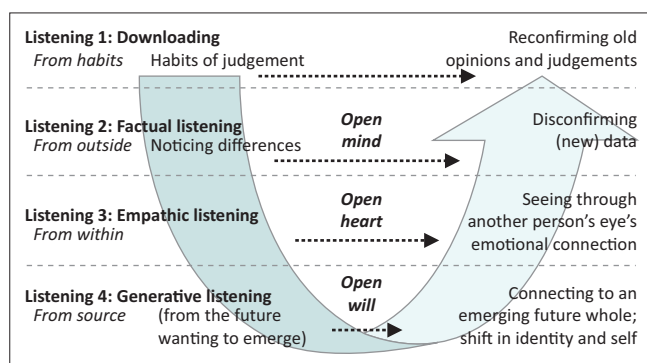 Listening 1: Downloading
From habits Habits of judgement
Reconfirming old
opinions and judgements
Listening 2: Factual listening
From outside Noticing differences
Open
mind
Disconfirming
(new) data
Listening 3: Empathic listening
From within
Open
heart
Seeing through
another person's eye's
emotional connection
Listening 4: Generative listening
From source (from the future
wanting to emerge)
Open
will
Connecting to an
emerging future whole;
shift in identity and self